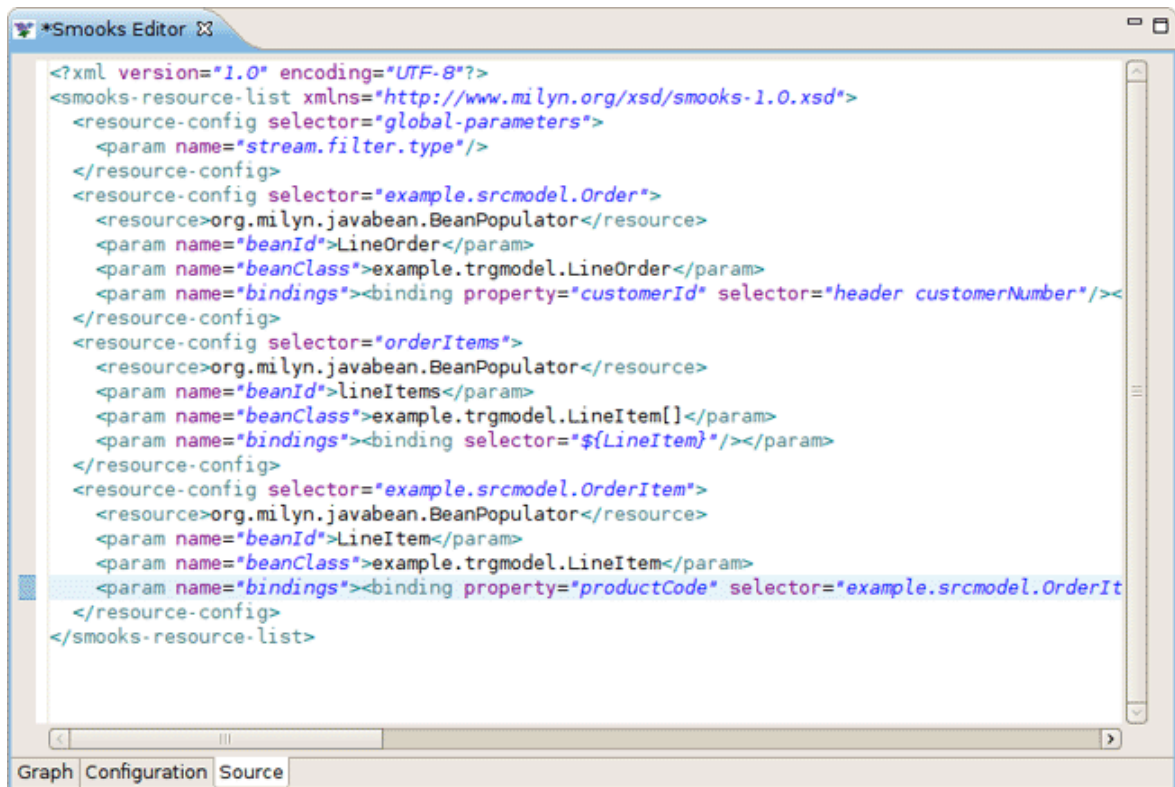 *Smooks Editor
<?xml version="1.0" encoding="UTF-8"?>
<smooks-resource-list xmlns="http://www.milyn.org/xsd/smooks-1.0.xsd">
<resource-config selector="global-parameters">
<param name="stream.filter.type"/>
</resource-config>
<resource-config selector="example.srcmodel.Order">
<resource>org.milyn.javabean.BeanPopulator</resource>
<param name="beanId">LineOrder</param>
<param name="beanClass">example.trgmodel.LineOrder</param>
<param name="bindings"><binding property="customerId" selector="header customerNumber"/><
</resource-config>
<resource-config selector="orderItems">
<resource>org.milyn.javabean.BeanPopulator</resource>
<param name="beanId">lineItems</param>
<param name="beanClass">example.trgmodel.LineItem[]</param>
<param name="bindings"><binding selector="${LineItem}"/></param>
</resource-config>
<resource-config selector="example.srcmodel.OrderItem">
<resource>org.milyn.javabean.BeanPopulator</resource>
<param name="beanId">LineItem</param>
<param name="beanClass">example.trgmodel.LineItem</param>
<param name="bindings"><binding property="productCode" selector="example.srcmodel.OrderIt
</resource-config>
</smooks-resource-list>
Graph Configuration Source